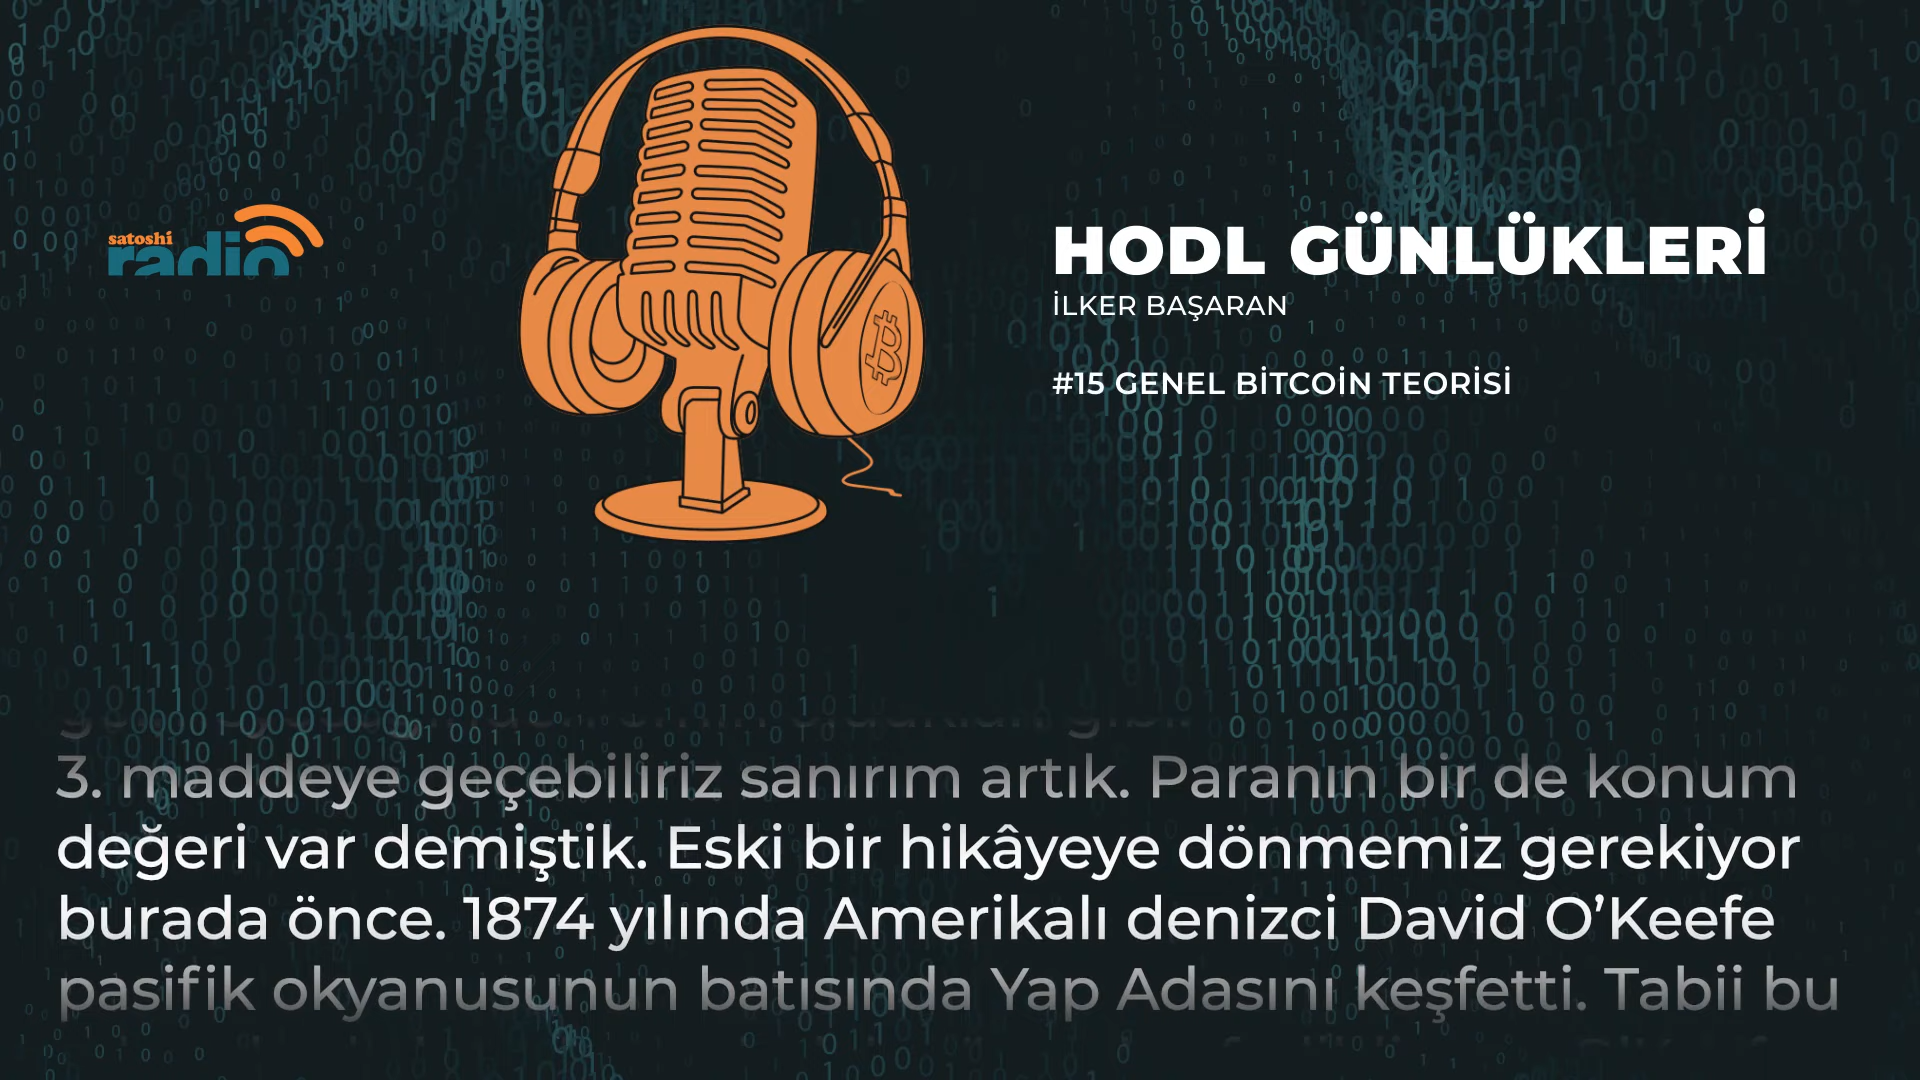 satoshi
radio
HODL GÜNLÜKLERİ
İLKER BAŞARAN
#15 GENEL BİTCOİN TEORİSİ
3. maddeye geçebiliriz sanırım artık. Paranın bir de konum
değeri var demiştik. Eski bir hikâyeye dönmemiz gerekiyor
burada önce. 1874 yılında Amerikalı denizci David O’Keefe
pasifik okyanusunun batısında Yap Adasını keşfetti. Tabii bu